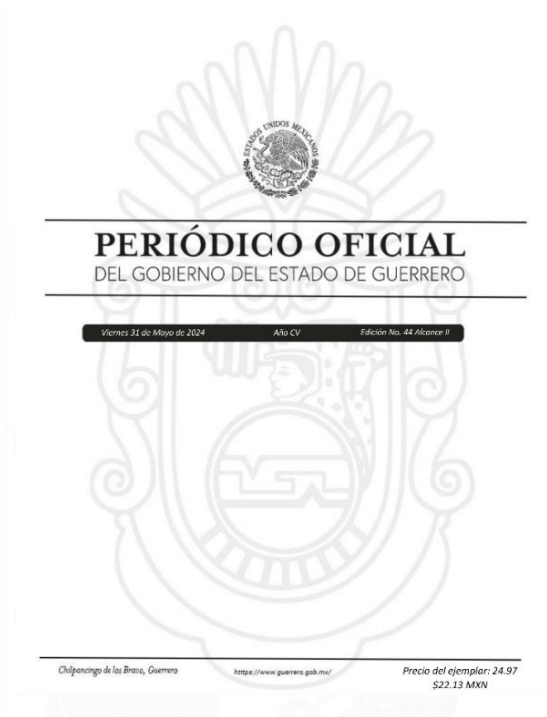 ESTADOS UNIDOS MEXICANOS
PERIÓDICO OFICIAL
DEL GOBIERNO DEL ESTADO DE GUERRERO
Viernes 31 de Mayo de 2024 Año CV Edición No. 44 Alcance II
Chilpancingo de los Bravo, Guerrero https://www.guerrero.gob.mx/ Precio del ejemplar: 24.97
$22.13 MXN